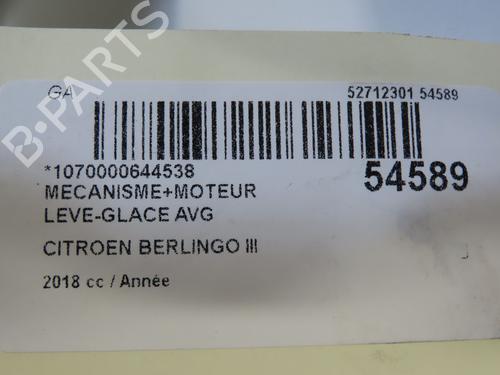 GA
52712301 54589
*1070000644538
54589
MECANISME+MOTEUR
LEVE-GLACE AVG
CITROEN BERLINGO III
2018 cc / Année
B-PARTS